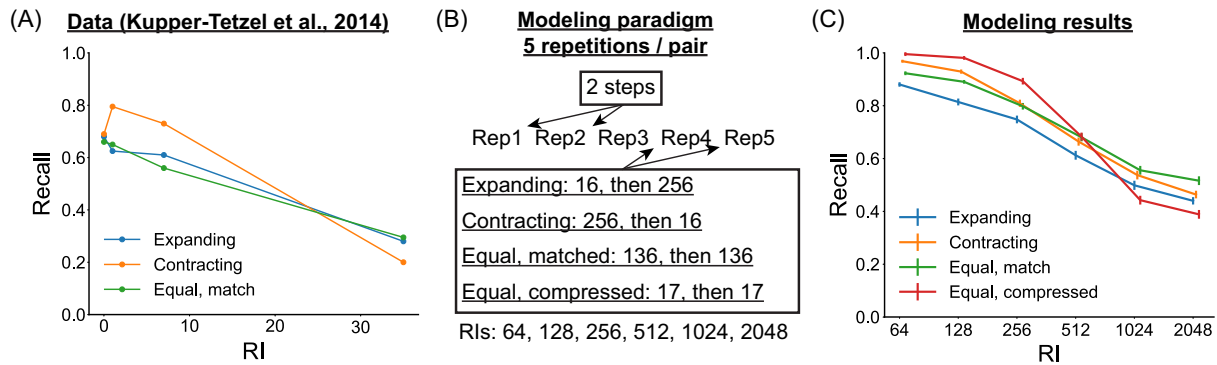 (A)
Data (Kupper-Tetzel et al., 2014)
1.0
0.8
0.6
0.4
0.2
0.0
Recall
Expanding
Contracting
Equal, match
0
10
20
30
RI
(B)
Modeling paradigm
5 repetitions / pair
2 steps
Rep1 Rep2 Rep3 Rep4 Rep5
Expanding: 16, then 256
Contracting: 256, then 16
Equal, matched: 136, then 136
Equal, compressed: 17, then 17
RIs: 64, 128, 256, 512, 1024, 2048
(C)
Modeling results
1.0
0.8
0.6
0.4
0.2
0.0
Recall
Expanding
Contracting
Equal, match
Equal, compressed
64
128
256
512
1024
2048
RI